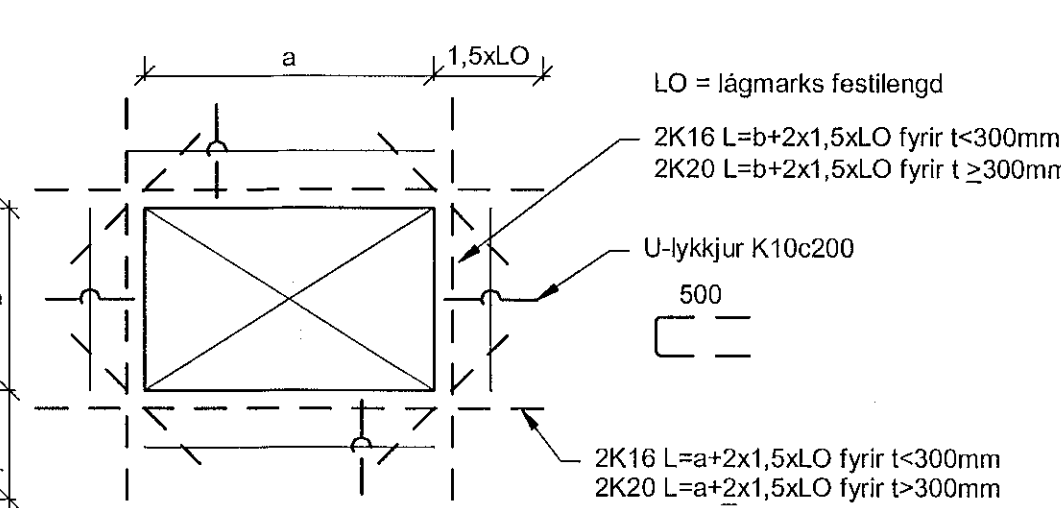 a
1,5xLO
LO = lágmarks festilengd
2K16 L=b+2x1,5xLO fyrir t<300mm
2K20 L=b+2x1,5xLO fyrir t ≥300mm
U-lykkjur K10c200
500
2K16 L=a+2x1,5xLO fyrir t<300mm
2K20 L=a+2x1,5xLO fyrir t>300mm